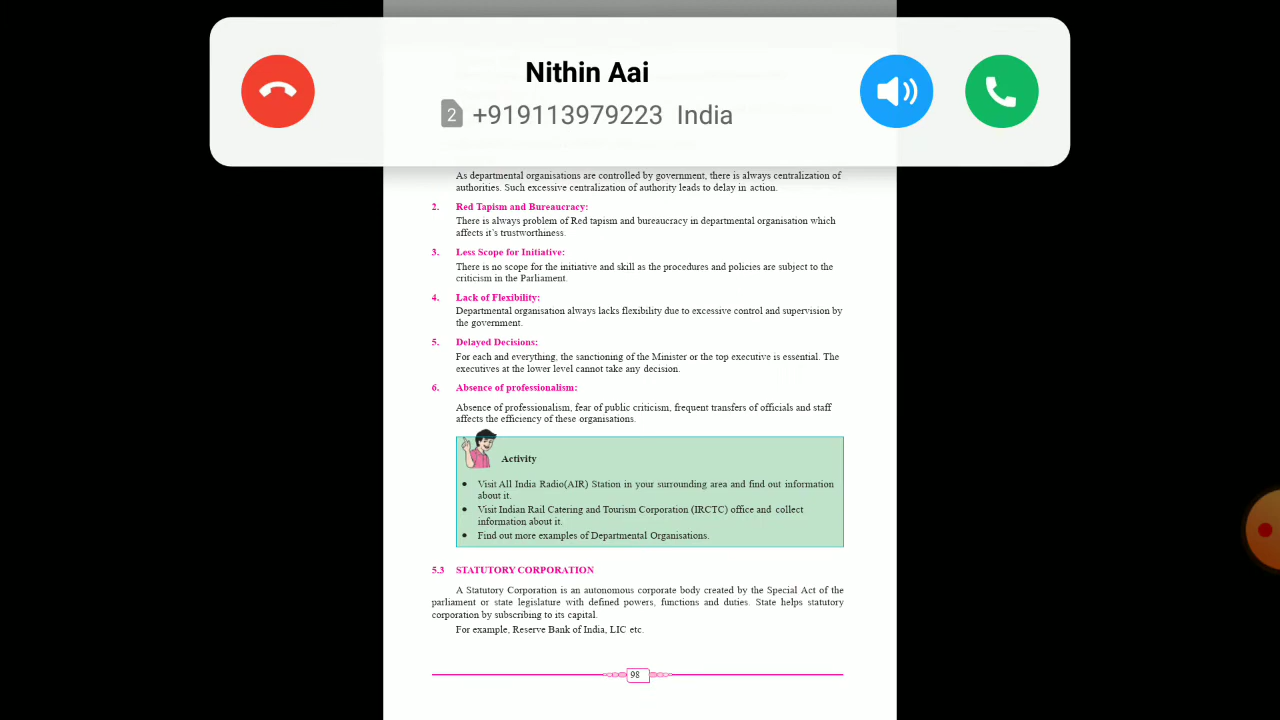 Nithin Aai
2 +919113979223 India
As departmental organisations are controlled by government, there is always centralization of
authorities. Such excessive centralization of authority leads to delay in action.
2. Red Tapism and Bureaucracy:
There is always problem of Red tapism and bureaucracy in departmental organisation which
affects it's trustworthiness.
3. Less Scope for Initiative:
There is no scope for the initiative and skill as the procedures and policies are subject to the
criticism in the Parliament.
4. Lack of Flexibility:
Departmental organisation always lacks flexibility due to excessive control and supervision by
the government.
5. Delayed Decisions:
For each and everything, the sanctioning of the Minister or the top executive is essential. The
executives at the lower level cannot take any decision.
6. Absence of professionalism:
Absence of professionalism, fear of public criticism, frequent transfers of officials and staff
affects the efficiency of these organisations.
Activity
• Visit All India Radio(AIR) Station in your surrounding area and find out information
about it.
• Visit Indian Rail Catering and Tourism Corporation (IRCTC) office and collect
information about it.
• Find out more examples of Departmental Organisations.
5.3 STATUTORY CORPORATION
A Statutory Corporation is an autonomous corporate body created by the Special Act of the
parliament or state legislature with defined powers, functions and duties. State helps statutory
corporation by subscribing to its capital.
For example, Reserve Bank of India, LIC etc.
98